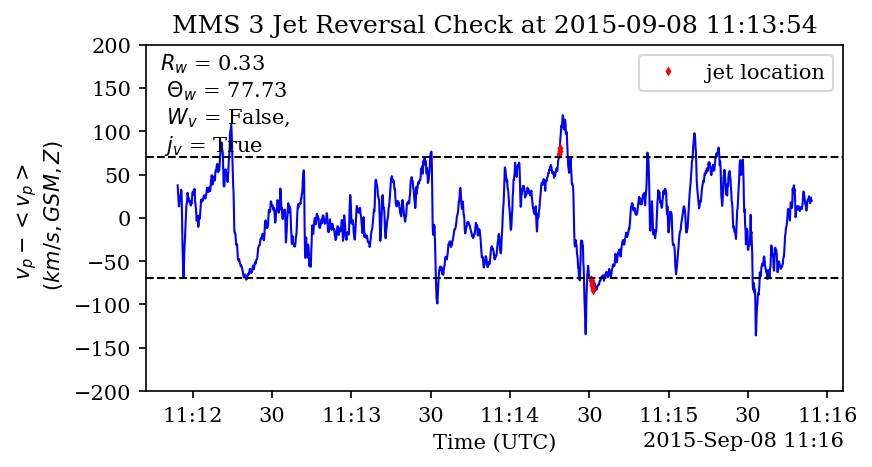 MMS 3 Jet Reversal Check at 2015-09-08 11:13:54
R_w = 0.33
Θ_w = 77.73
W_v = False,
j_v = True
jet location
v_p − < v_p >
(km/s, GSM, Z)
200
150
100
50
0
−50
−100
−150
−200
11:12 30 11:13 30 11:14 30 11:15 30 11:16
Time (UTC)
2015-Sep-08 11:16